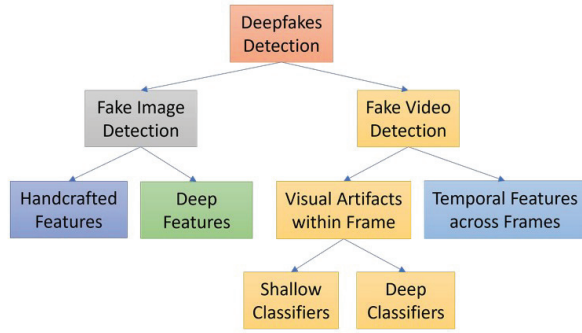 Deepfakes
Detection
Fake Image
Detection
Fake Video
Detection
Handcrafted
Features
Deep
Features
Visual Artifacts
within Frame
Temporal Features
across Frames
Shallow
Classifiers
Deep
Classifiers